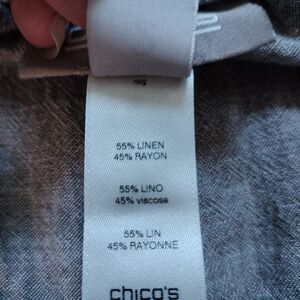 nxg
55% LINEN
45% RAYON
55% LINO
45% viscose
55% LIN
45% RAYONNE
chico's